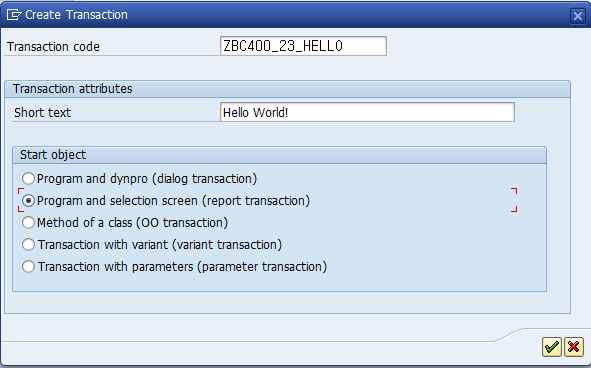 Create Transaction
Transaction code ZBC400_23_HELLO
Transaction attributes
Short text Hello World!
Start object
Program and dynpro (dialog transaction)
Program and selection screen (report transaction)
Method of a class (OO transaction)
Transaction with variant (variant transaction)
Transaction with parameters (parameter transaction)